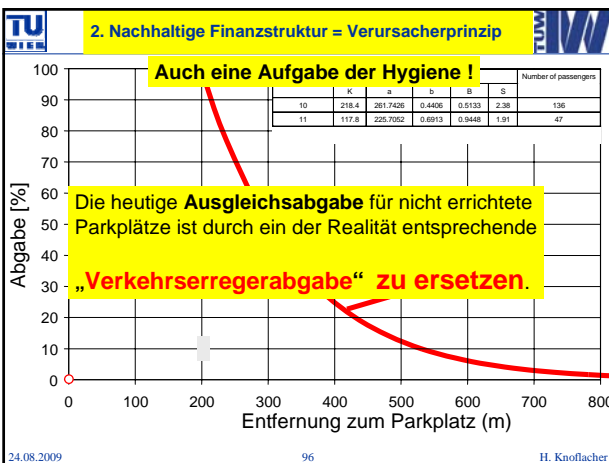 TU
WIEN
2. Nachhaltige Finanzstruktur = Verursacherprinzip
TUW
Auch eine Aufgabe der Hygiene !
Number of passengers
K a b B S
10 218.4 261.7426 0.4406 0.5133 2.38 136
11 117.8 225.7052 0.6913 0.9448 1.91 47
Abgabe [%]
100
90
80
70
60
50
40
30
20
10
0
Die heutige Ausgleichsabgabe für nicht errichtete
Parkplätze ist durch ein der Realität entsprechende
„Verkehrserregerabgabe“ zu ersetzen.
0 100 200 300 400 500 600 700 800
Entfernung zum Parkplatz (m)
24.08.2009 96 H. Knoflacher